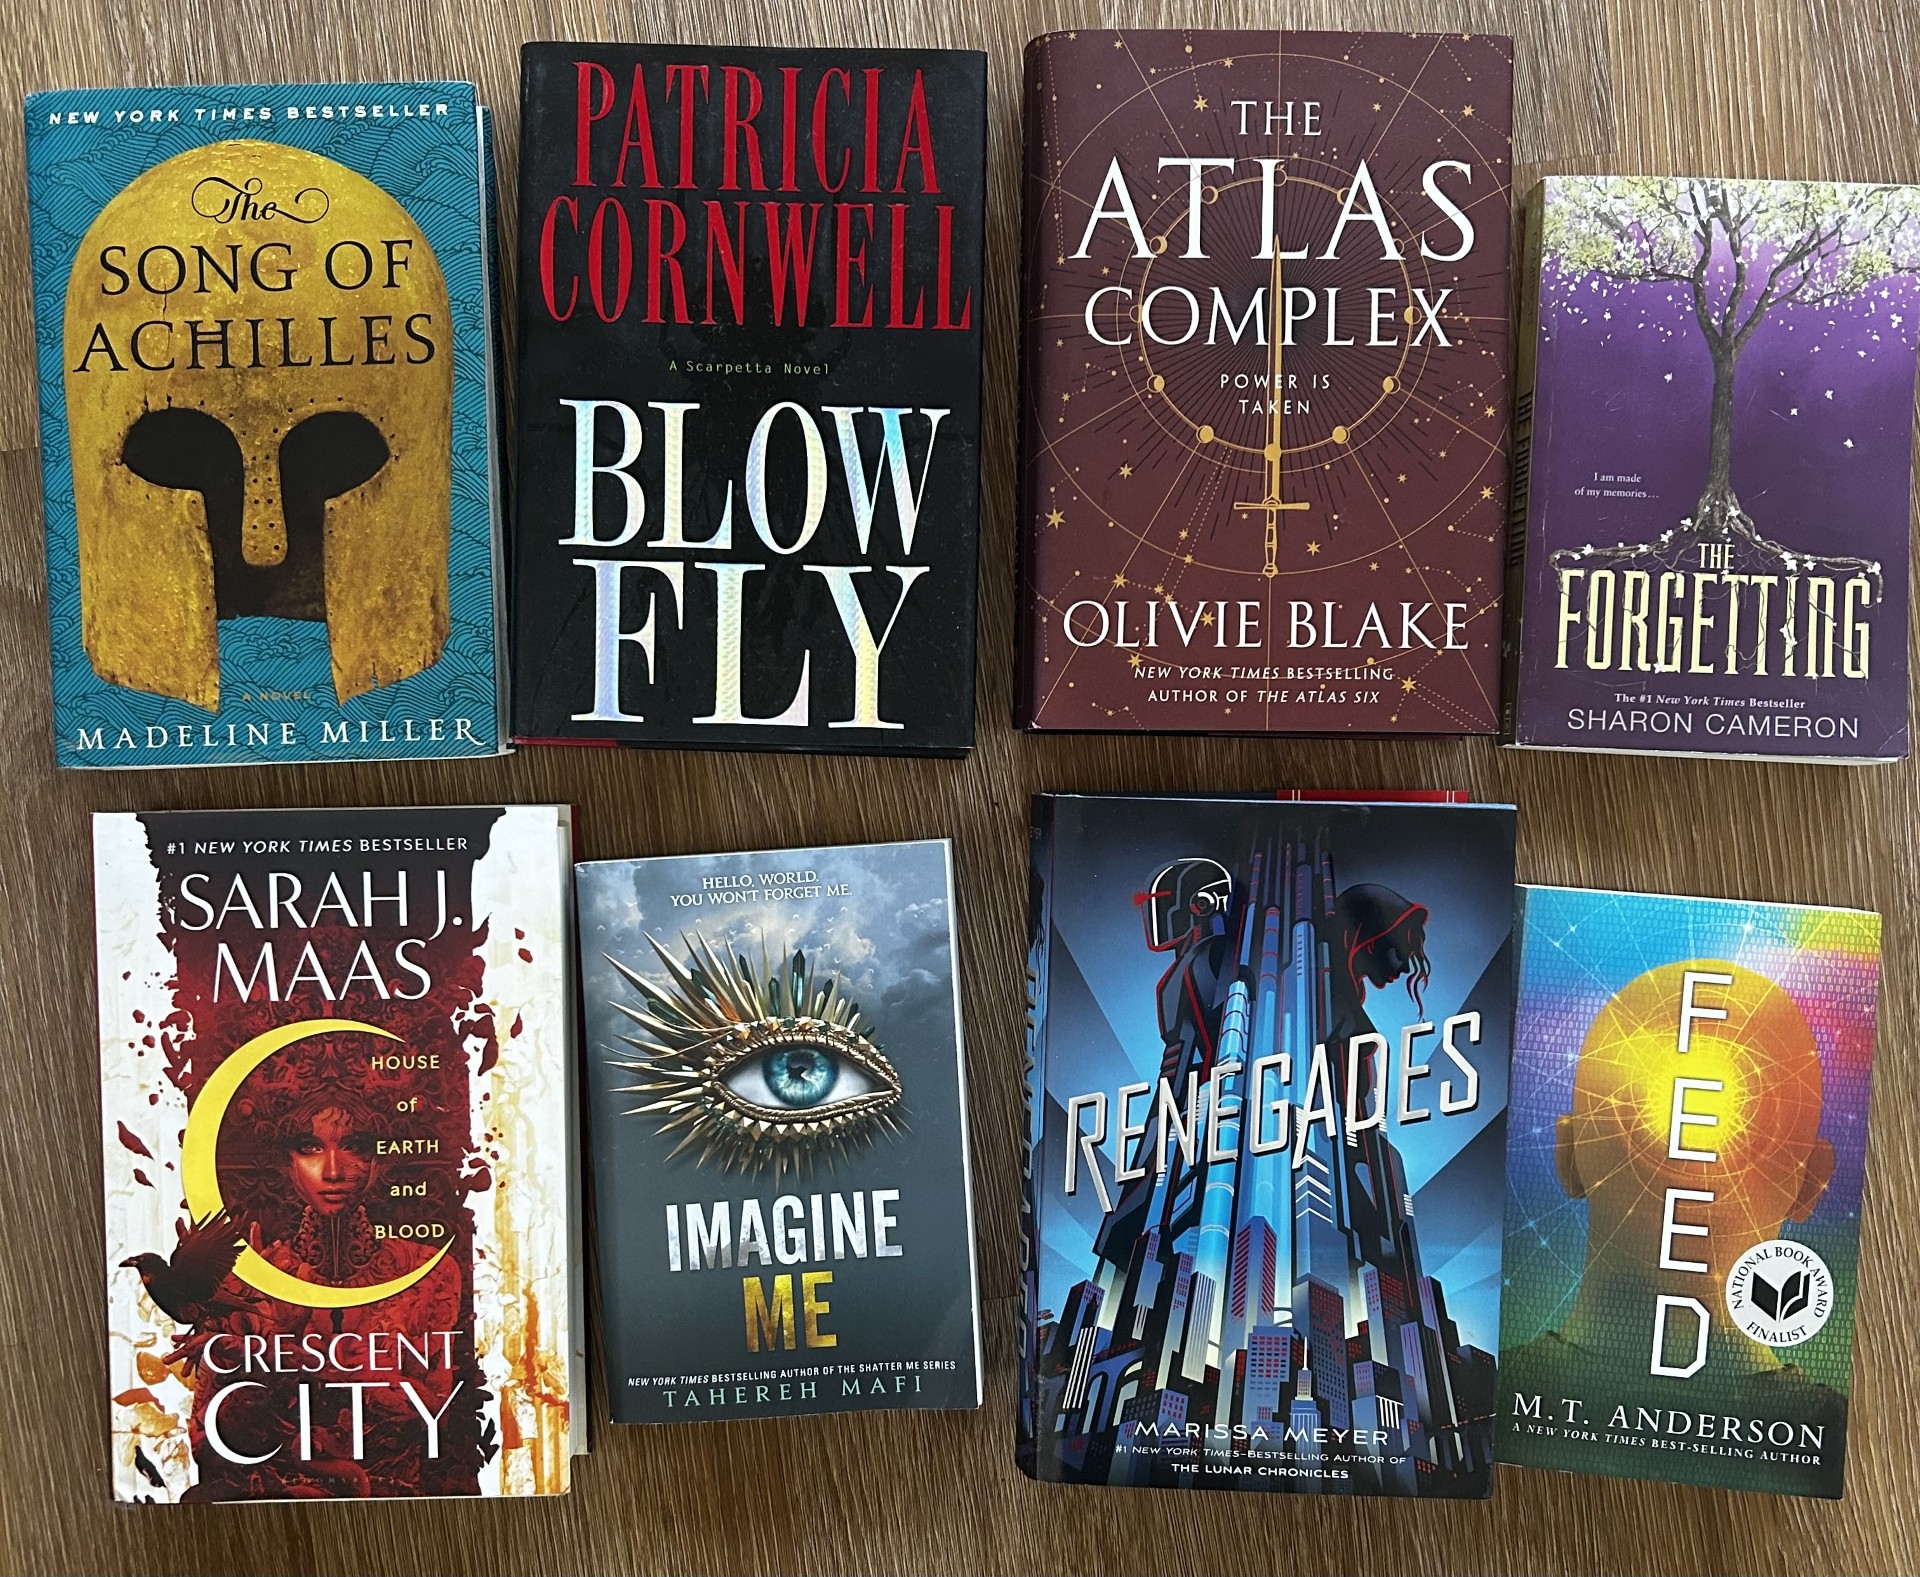 NEW YORK TIMES BESTSELLER
The
SONG OF
ACHILLES
A NOVEL
MADELINE MILLER
PATRICIA
CORNWELL
A Scarpetta Novel
BLOW
FLY
THE
ATLAS
COMPLEX
POWER IS
TAKEN
OLIVIE BLAKE
NEW YORK TIMES BESTSELLING
AUTHOR OF THE ATLAS SIX
I am made
of my memories...
THE
FORGETTING
The #1 New York Times Bestseller
SHARON CAMERON
#1 NEW YORK TIMES BESTSELLER
SARAH J.
MAAS
HOUSE
of
EARTH
and
BLOOD
CRESCENT
CITY
BLOOMSBURY
HELLO, WORLD.
YOU WON'T FORGET ME.
IMAGINE
ME
NEW YORK TIMES BESTSELLING AUTHOR OF THE SHATTER ME SERIES
TAHEREH MAFI
RENEGADES
MARISSA MEYER
#1 NEW YORK TIMES-BESTSELLING AUTHOR OF
THE LUNAR CHRONICLES
FEED
NATIONAL BOOK AWARD
FINALIST
M.T. ANDERSON
A NEW YORK TIMES BEST-SELLING AUTHOR